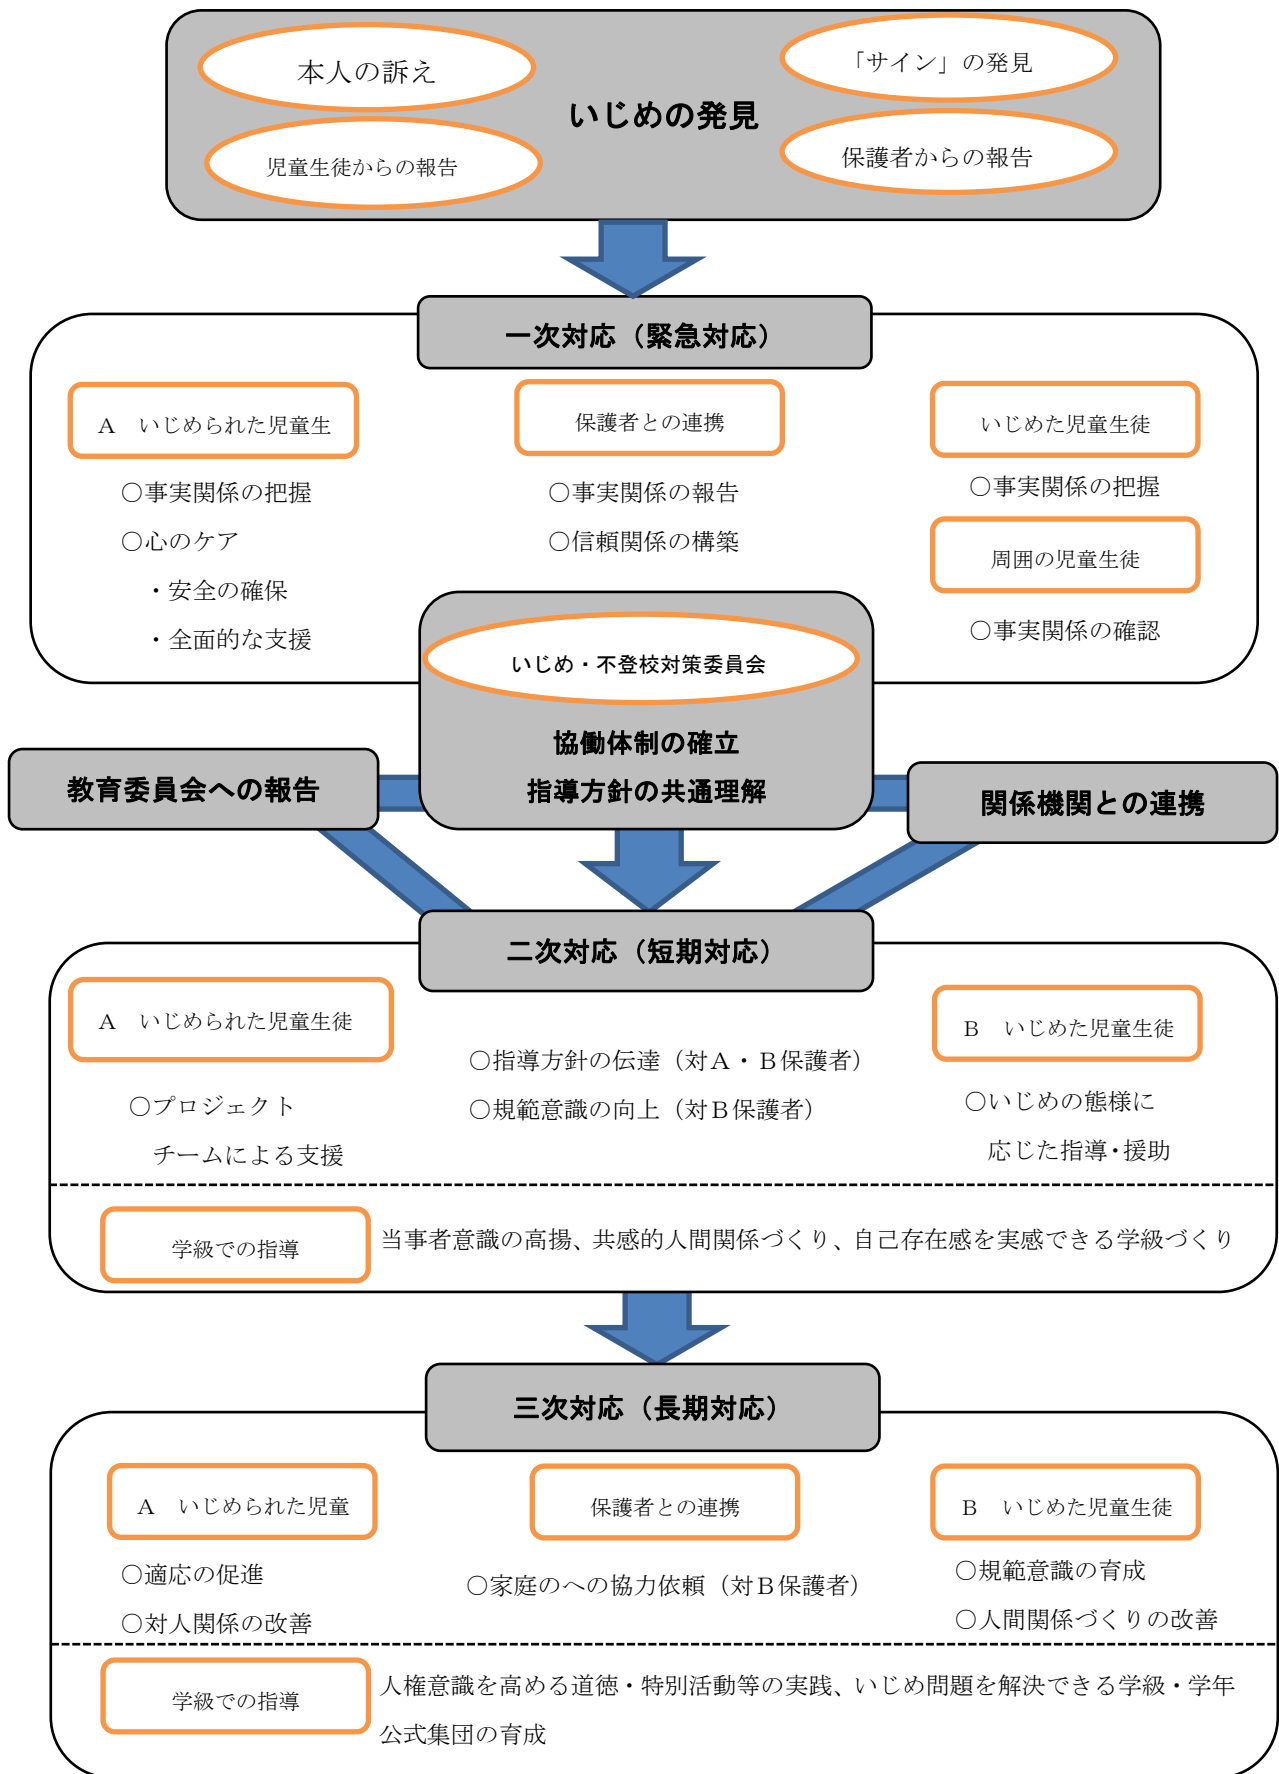 本人の訴え
「サイン」の発見
いじめの発見
児童生徒からの報告
保護者からの報告
一次対応（緊急対応）
A　いじめられた児童生
保護者との連携
いじめた児童生徒
○事実関係の把握
○心のケア
・安全の確保
・全面的な支援
○事実関係の報告
○信頼関係の構築
○事実関係の把握
周囲の児童生徒
○事実関係の確認
いじめ・不登校対策委員会
協働体制の確立
指導方針の共通理解
教育委員会への報告
関係機関との連携
二次対応（短期対応）
A　いじめられた児童生徒
B　いじめた児童生徒
○プロジェクト
チームによる支援
○指導方針の伝達（対A・B保護者）
○規範意識の向上（対B保護者）
○いじめの態様に
応じた指導・援助
学級での指導
当事者意識の高揚、共感的人間関係づくり、自己存在感を実感できる学級づくり
三次対応（長期対応）
A　いじめられた児童
保護者との連携
B　いじめた児童生徒
○適応の促進
○対人関係の改善
○家庭のへの協力依頼（対B保護者）
○規範意識の育成
○人間関係づくりの改善
学級での指導
人権意識を高める道徳・特別活動等の実践、いじめ問題を解決できる学級・学年
公式集団の育成